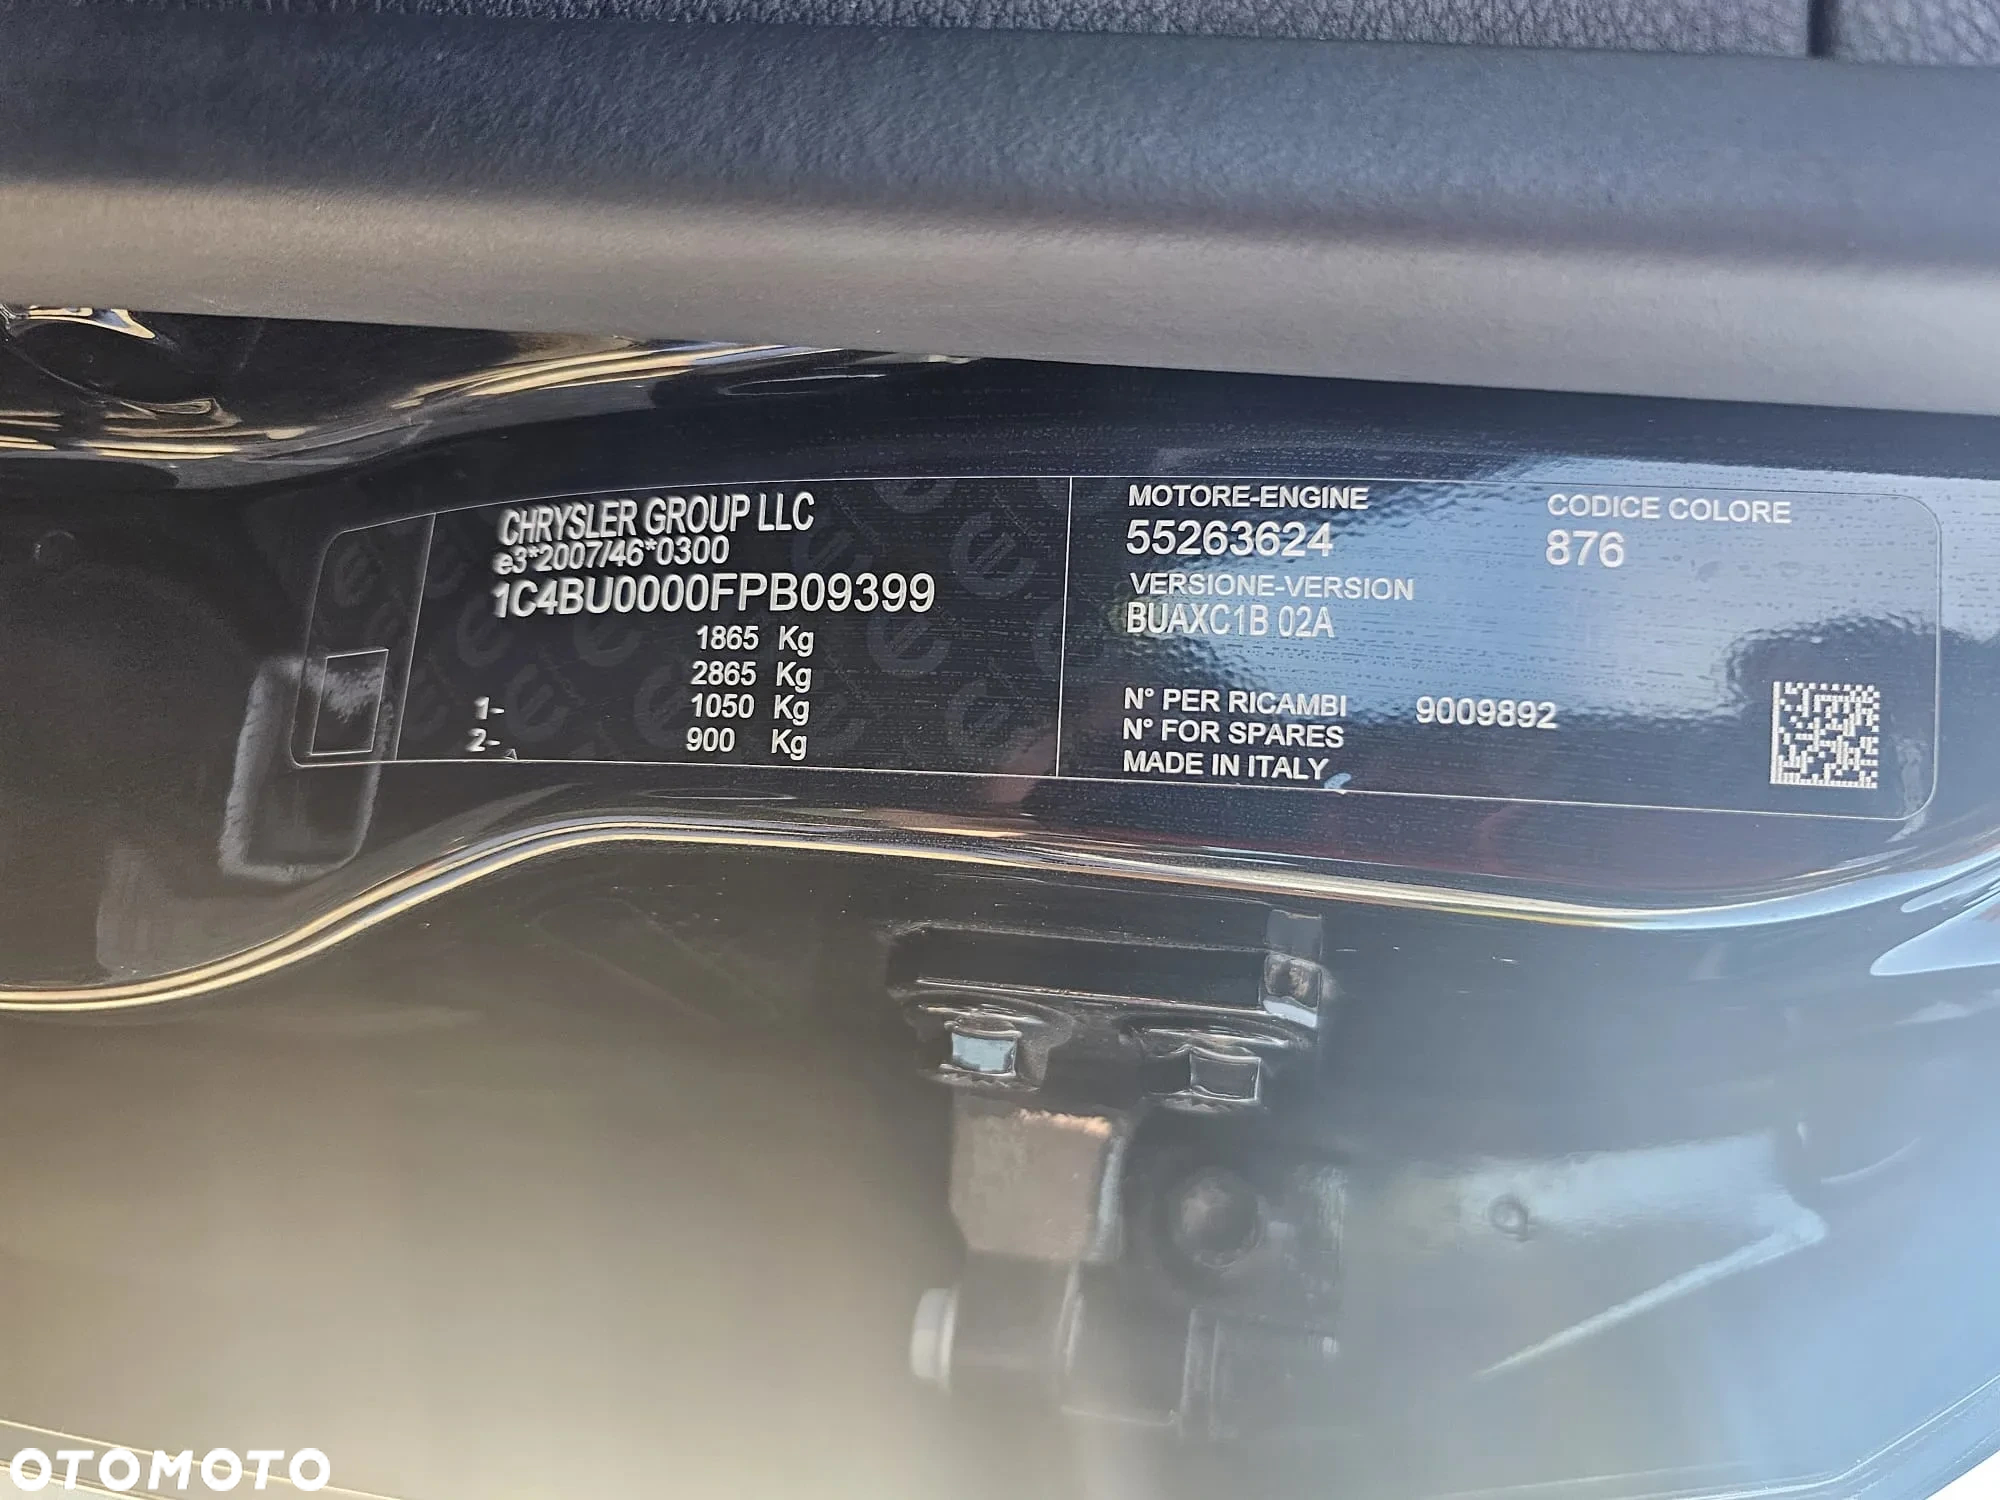 CHRYSLER GROUP LLC
e3*2007/46*0300
1C4BU0000FPB09399
1865 Kg
2865 Kg
1- 1050 Kg
2- 900 Kg
MOTORE-ENGINE
55263624
VERSIONE-VERSION
BUAXC1B 02A
CODICE COLORE
876
N° PER RICAMBI 9009892
N° FOR SPARES
MADE IN ITALY
OTOMOTO